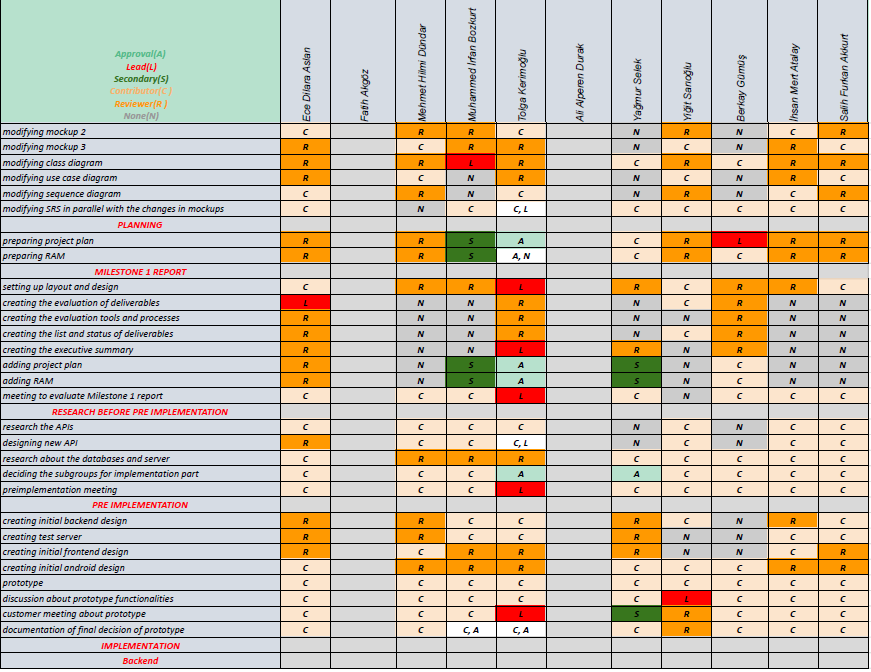 Approval(A)
Lead(L)
Secondary(S)
Contributor(C )
Reviewer(R )
None(N)
Ece Dilara Aslan
Fatih Akgöz
Mehmet Hilmi Dündar
Muhammed İrfan Bozkurt
Tolga Kerimoğlu
Ali Alperen Durak
Yağmur Selek
Yiğit Sarıoğlu
Berkay Gümüş
İhsan Mert Atalay
Salih Furkan Akkurt
modifying mockup 2 C R R C N R N C R
modifying mockup 3 R C R R N C N R C
modifying class diagram R R L R C R C R R
modifying use case diagram R C N R N C N R C
modifying sequence diagram C R N C N R N C R
modifying SRS in parallel with the changes in mockups C N C C, L C C C C C
PLANNING
preparing project plan R R S A C R L R R
preparing RAM R R S A, N C R C R R
MILESTONE 1 REPORT
setting up layout and design C R R L R C R R C
creating the evaluation of deliverables L N N R N C R N N
creating the evaluation tools and processes R N N R N N R N N
creating the list and status of deliverables R N N R N C R N N
creating the executive summary R N N L R N R N N
adding project plan R N S A S N C N N
adding RAM R N S A S N C N N
meeting to evaluate Milestone 1 report C C C L C N C C C
RESEARCH BEFORE PRE IMPLEMENTATION
research the APIs C C C C N C N C C
designing new API R C C C, L N C N C C
research about the databases and server C R R R C C C C C
deciding the subgroups for implementation part C C C A A C C C C
preimplementation meeting C C C L C C C C C
PRE IMPLEMENTATION
creating initial backend design R R C C R C N R C
creating test server R R C C R N N C C
creating initial frontend design R C R R R N N C R
creating initial android design C R R R C C C R R
prototype C C C C C C C C C
discussion about prototype functionalities C C C C C L C C C
customer meeting about prototype C C C L S R C C C
documentation of final decision of prototype C C C, A C, A C R C C C
IMPLEMENTATION
Backend